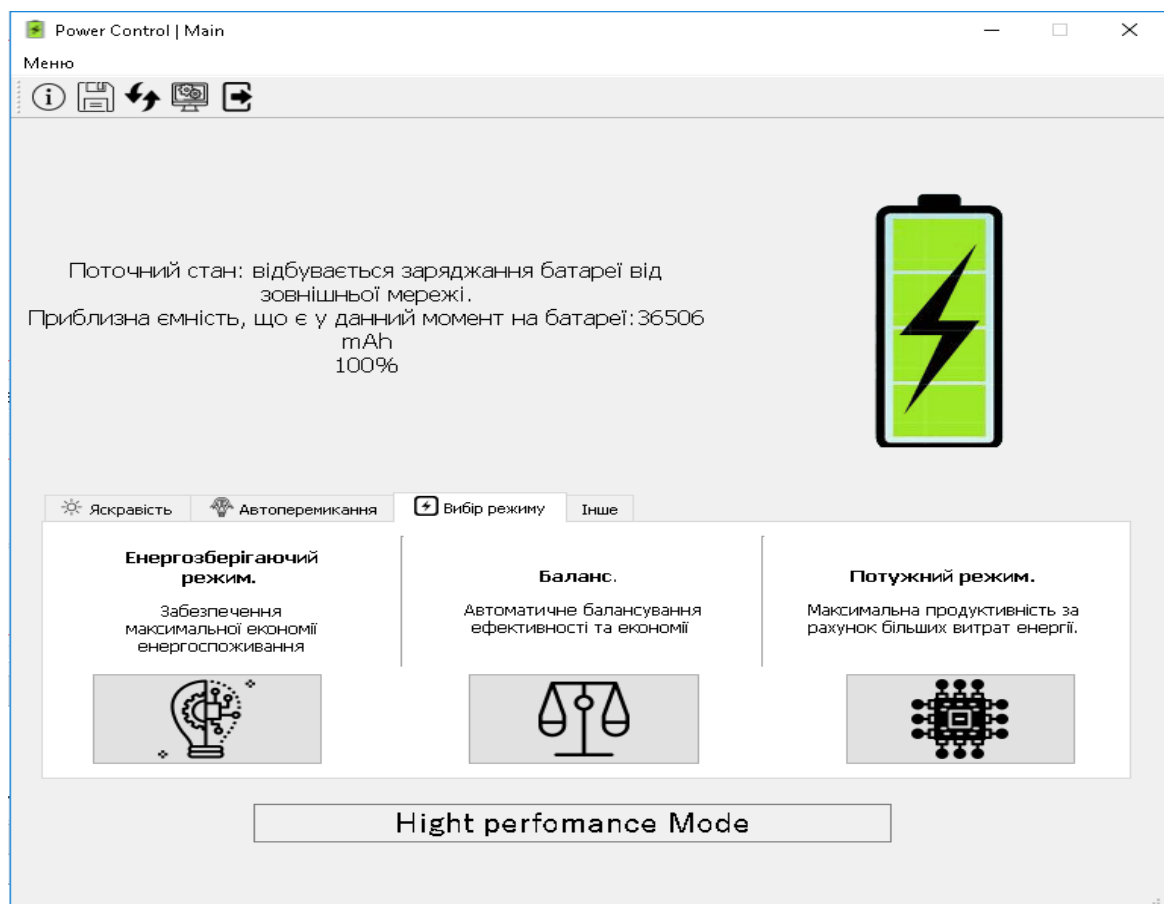 Power Control | Main
Меню
Поточний стан: відбувається заряджання батареї від
зовнішньої мережі.
Приблизна ємність, що є у данний момент на батареї:36506
mAh
100%
Яскравість
Автоперемикання
Вибір режиму
Інше
Енергозберігаючий
режим.
Забезпечення
максимальної економії
енергоспоживання
Баланс.
Автоматичне балансування
ефективності та економії
Потужний режим.
Максимальна продуктивність за
рахунок більших витрат енергії.
Hight perfomance Mode